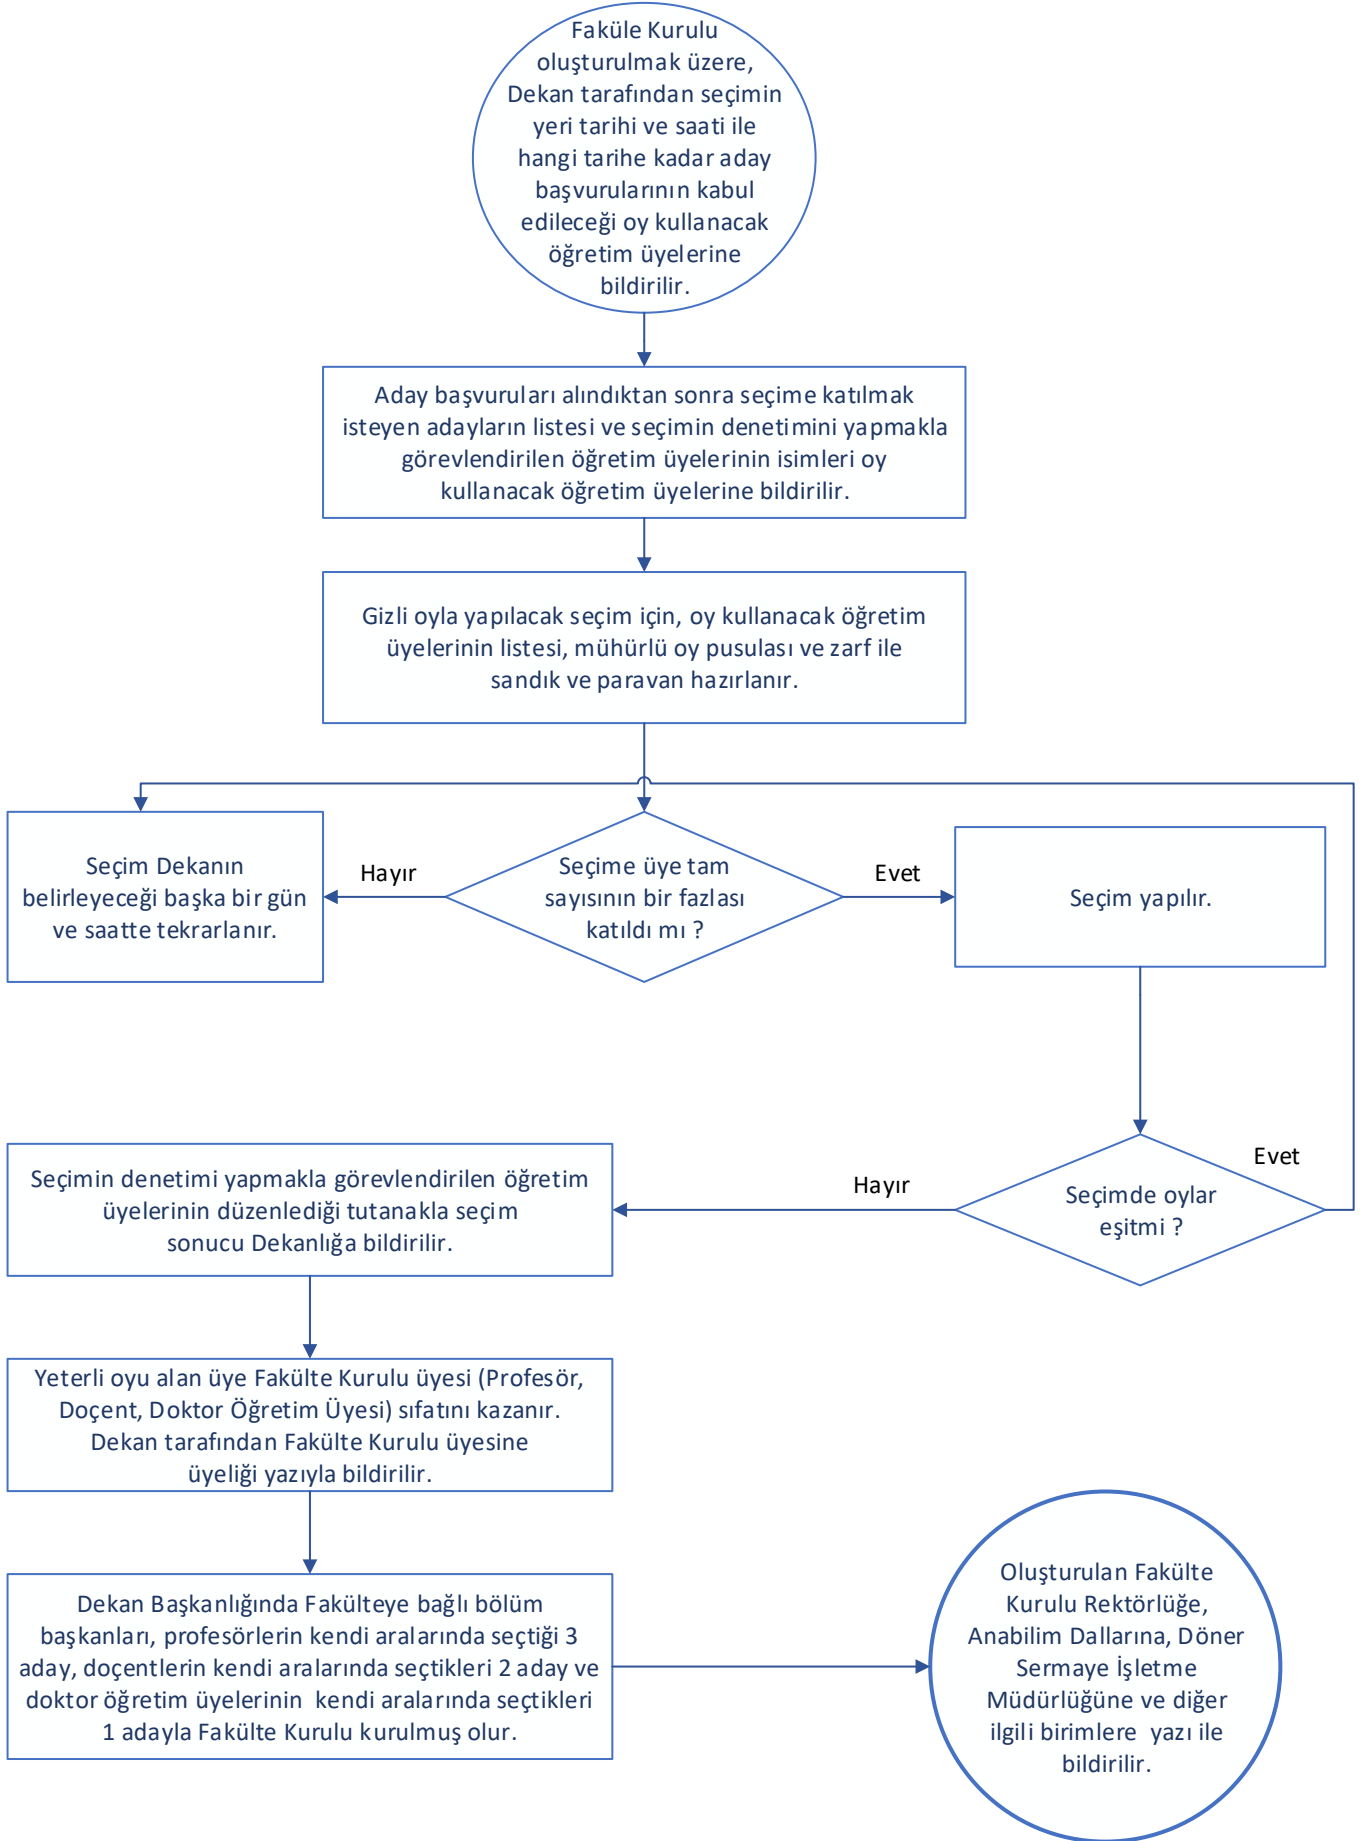 Faküle Kurulu
oluşturulmak üzere,
Dekan tarafından seçimin
yeri tarihi ve saati ile
hangi tarihe kadar aday
başvurularının kabul
edileceği oy kullanacak
öğretim üyelerine
bildirilir.
Aday başvuruları alındıktan sonra seçime katılmak
isteyen adayların listesi ve seçimin denetimini yapmakla
görevlendirilen öğretim üyelerinin isimleri oy
kullanacak öğretim üyelerine bildirilir.
Gizli oyla yapılacak seçim için, oy kullanacak öğretim
üyelerinin listesi, mühürlü oy pusulası ve zarf ile
sandık ve paravan hazırlanır.
Seçim Dekanın
belirleyeceği başka bir gün
ve saatte tekrarlanır.
Hayır
Seçime üye tam
sayısının bir fazlası
katıldı mı ?
Evet
Seçim yapılır.
Seçimin denetimi yapmakla görevlendirilen öğretim
üyelerinin düzenlediği tutanakla seçim
sonucu Dekanlığa bildirilir.
Hayır
Seçimde oylar
eşitmi ?
Evet
Yeterli oyu alan üye Fakülte Kurulu üyesi (Profesör,
Doçent, Doktor Öğretim Üyesi) sıfatını kazanır.
Dekan tarafından Fakülte Kurulu üyesine
üyeliği yazıyla bildirilir.
Dekan Başkanlığında Fakülteye bağlı bölüm
başkanları, profesörlerin kendi aralarında seçtiği 3
aday, doçentlerin kendi aralarında seçtikleri 2 aday ve
doktor öğretim üyelerinin kendi aralarında seçtikleri
1 adayla Fakülte Kurulu kurulmuş olur.
Oluşturulan Fakülte
Kurulu Rektörlüğe,
Anabilim Dallarına, Döner
Sermaye İşletme
Müdürlüğüne ve diğer
ilgili birimlere yazı ile
bildirilir.